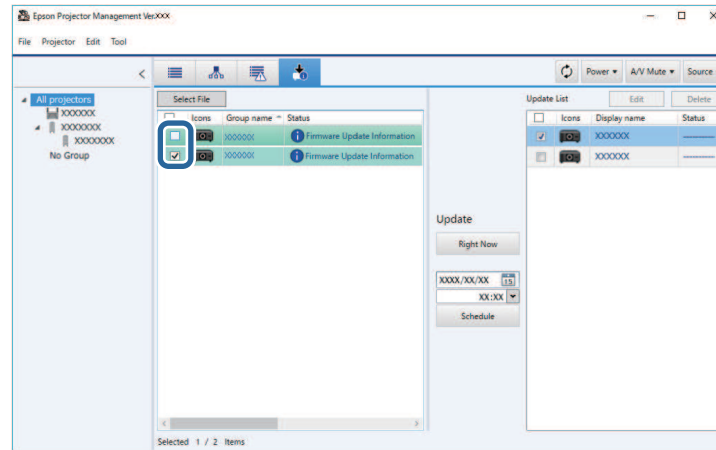 Epson Projector Management Ver.XXX
File Projector Edit Tool
Power A/V Mute Source
All projectors
XXXXXX
XXXXXXX
XXXXXXX
No Group
Select File
Icons Group name Status
XXXXXX Firmware Update Information
XXXXXX Firmware Update Information
Selected 1 / 2 Items
Update
Right Now
XXXX/XX/XX 15
XX:XX
Schedule
Update List Edit Delete
Icons Display name Status
XXXXXX
XXXXXX